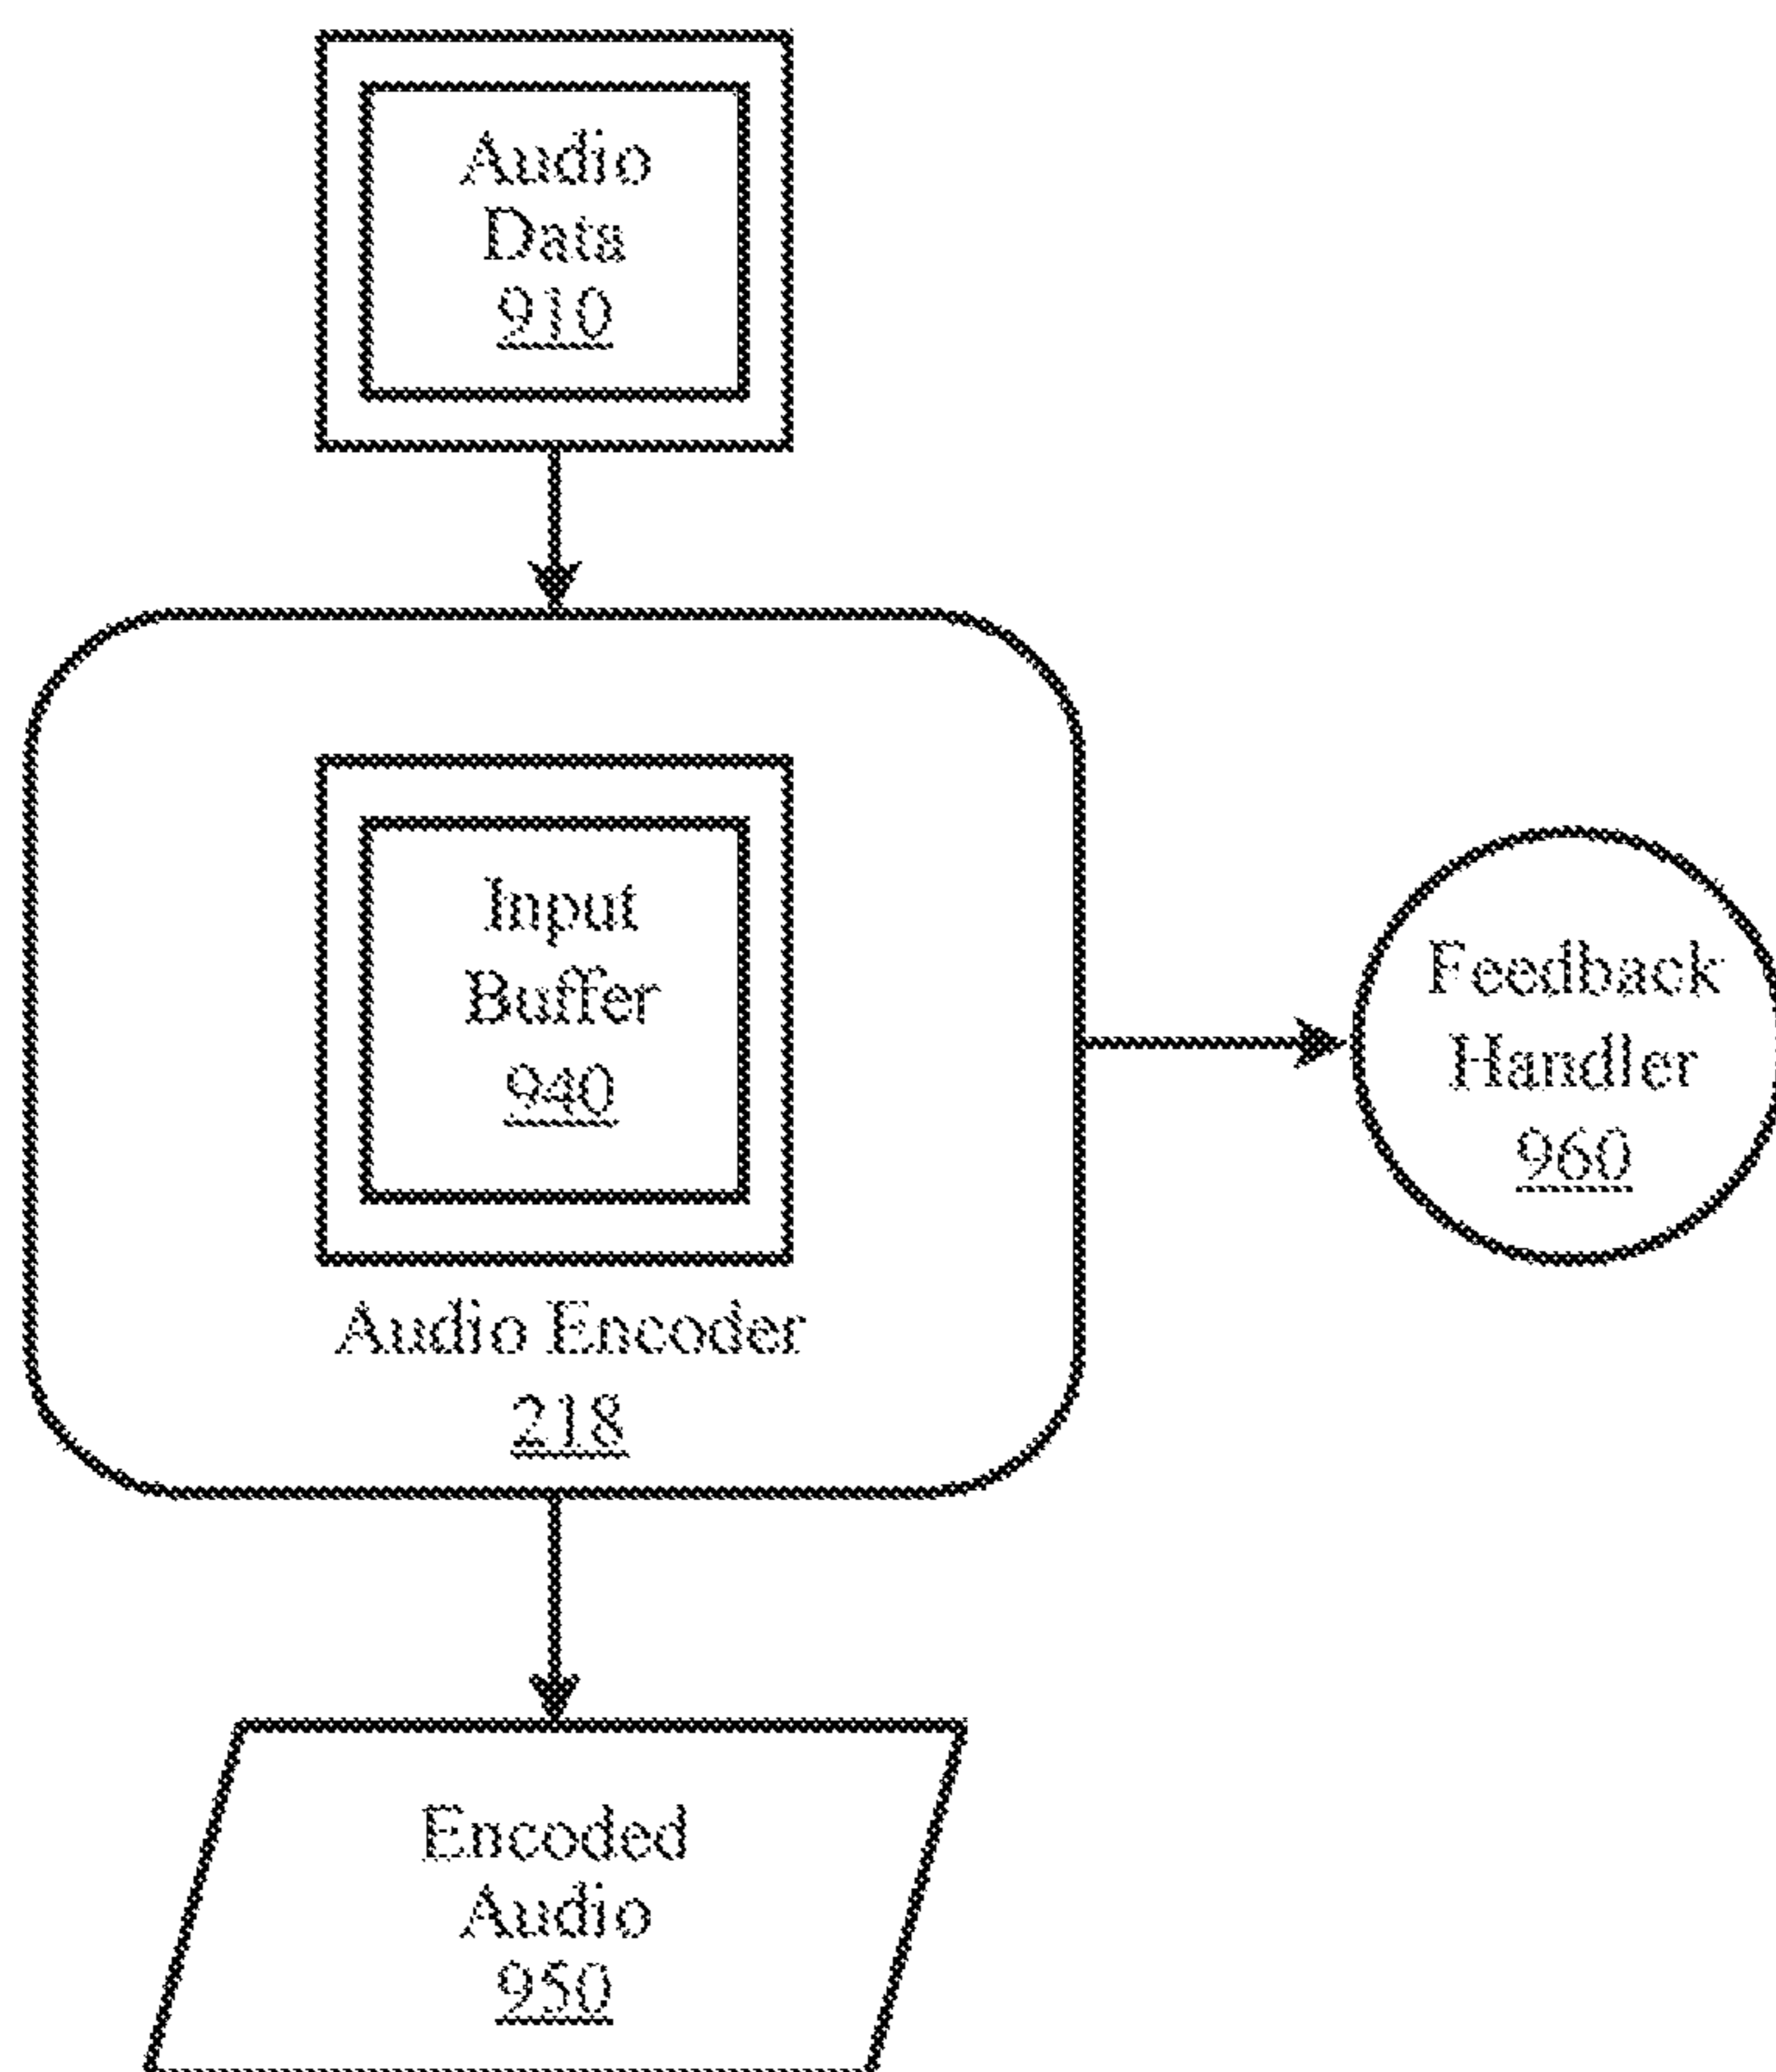 Audio
Data
910
Input
Buffer
940
Audio Encoder
218
Feedback
Handler
960
Encoded
Audio
950